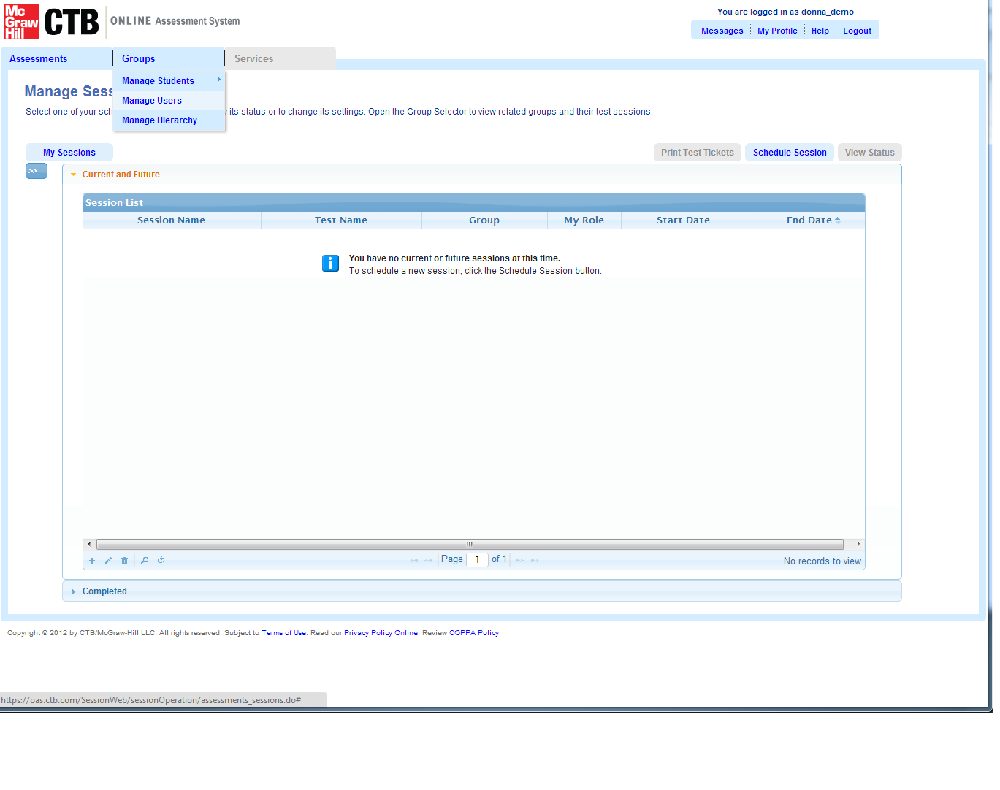 Mc
Graw
Hill
CTB
ONLINE Assessment System
You are logged in as donna_demo
Messages My Profile Help Logout
Assessments Groups Services
Manage Students
Manage Users
Manage Hierarchy
Manage Sess
Select one of your sch y its status or to change its settings. Open the Group Selector to view related groups and their test sessions.
My Sessions
Print Test Tickets Schedule Session View Status
>>
Current and Future
Session List
Session Name Test Name Group My Role Start Date End Date
You have no current or future sessions at this time.
To schedule a new session, click the Schedule Session button.
Page 1 of 1
No records to view
Completed
Copyright © 2012 by CTB/McGraw-Hill LLC. All rights reserved. Subject to Terms of Use. Read our Privacy Policy Online. Review COPPA Policy.
https://oas.ctb.com/SessionWeb/sessionOperation/assessments_sessions.do#